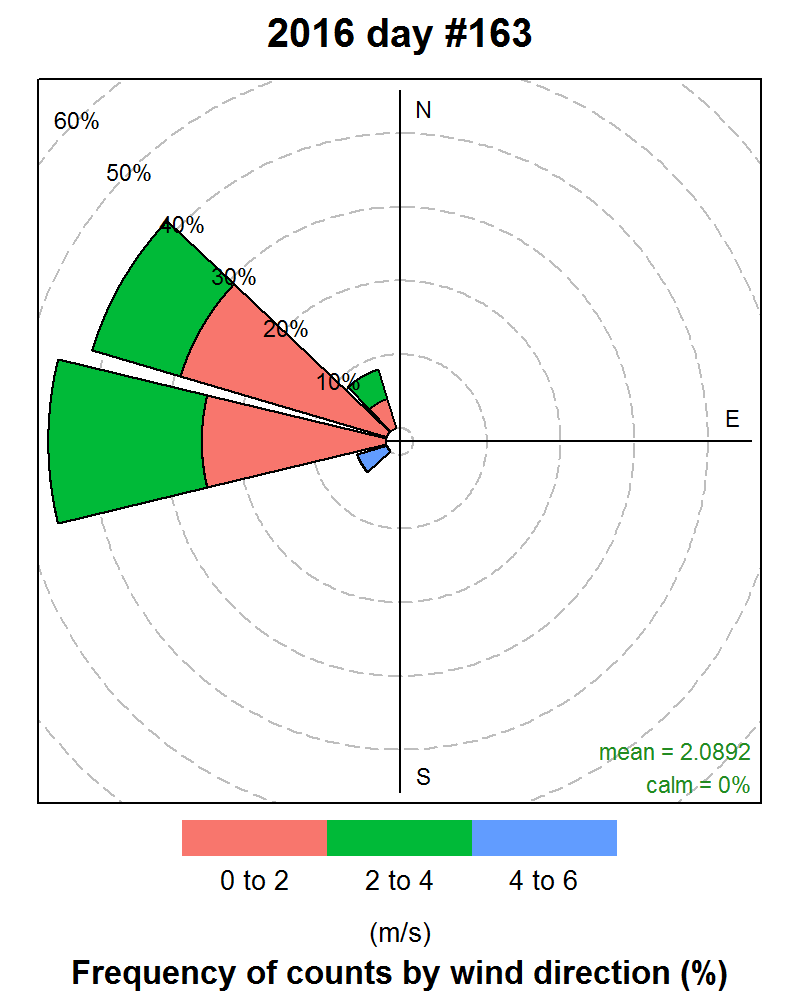 2016 day #163
N
60%
50%
40%
30%
20%
10%
E
mean = 2.0892
S
calm = 0%
0 to 2 2 to 4 4 to 6
(m/s)
Frequency of counts by wind direction (%)